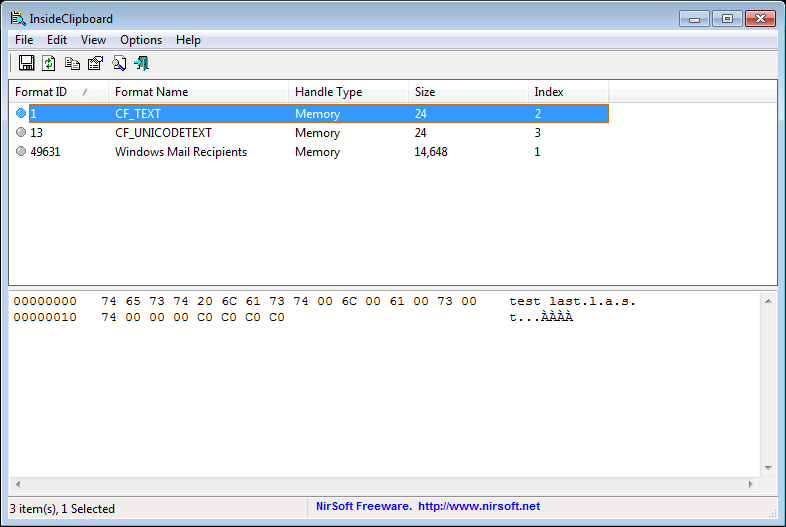 InsideClipboard
File Edit View Options Help
Format ID / Format Name Handle Type Size Index
1 CF_TEXT Memory 24 2
13 CF_UNICODETEXT Memory 24 3
49631 Windows Mail Recipients Memory 14,648 1
00000000 74 65 73 74 20 6C 61 73 74 00 6C 00 61 00 73 00 test last.l.a.s.
00000010 74 00 00 00 C0 C0 C0 C0 t...ÀÀÀÀ
3 item(s), 1 Selected NirSoft Freeware. http://www.nirsoft.net